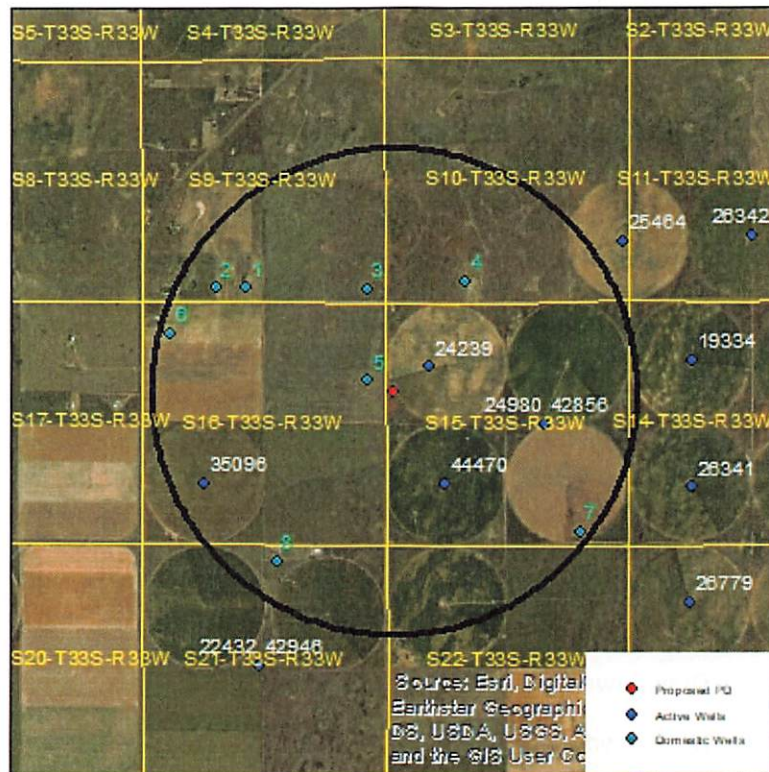 S5-T33S-R33W S4-T33S-R33W S3-T33S-R33W S2-T33S-R33W
S8-T33S-R33W S9-T33S-R33W S10-T33S-R33W S11-T33S-R33W
25464 26342
2 1 3 4
6
24239 19334
5
24980 42856
S17-T33S-R33W S16-T33S-R33W S15-T33S-R33W S14-T33S-R33W
35096 44470 26341
7
8
26779
22432 42946
S20-T33S-R33W S21-T33S-R33W S22-T33S-R33W
Source: Esri, Digital
Earthstar Geographi
DS, USDA, USGS, A
and the GIS User Co
Proposed PD
Active Wells
Domestic Wells